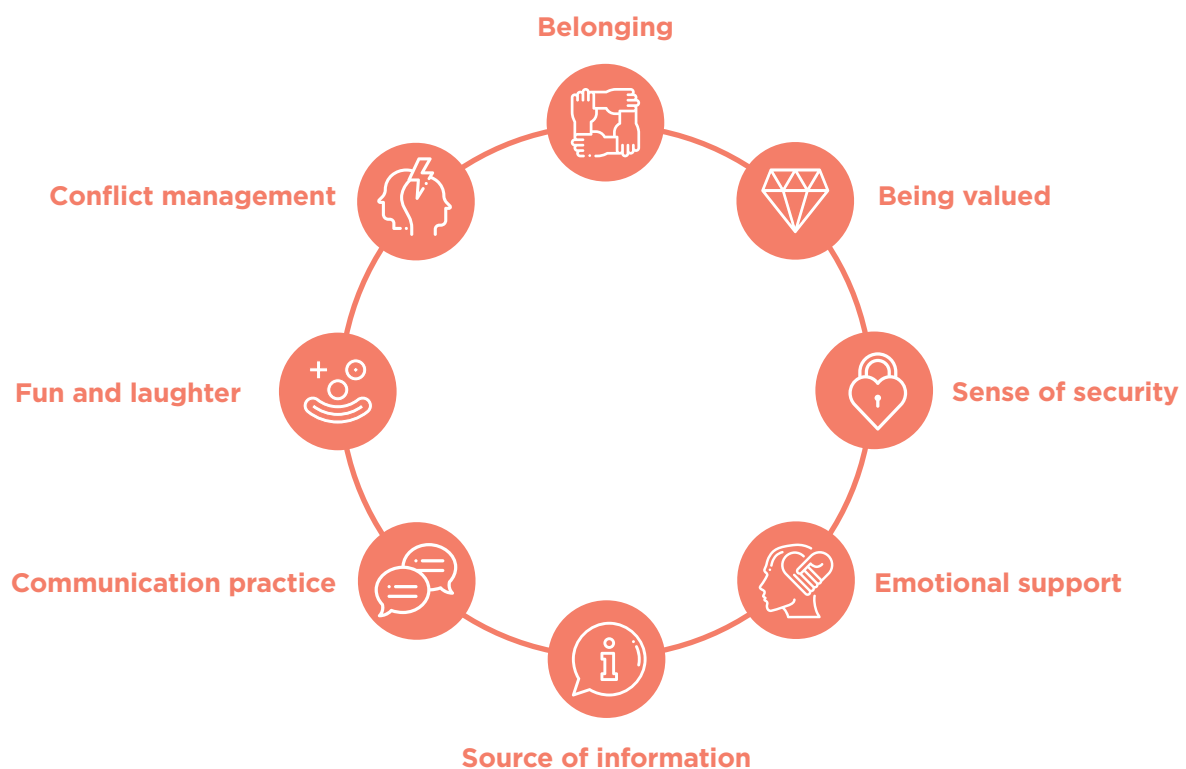 Belonging
Being valued
Sense of security
Emotional support
Source of information
Communication practice
Fun and laughter
Conflict management